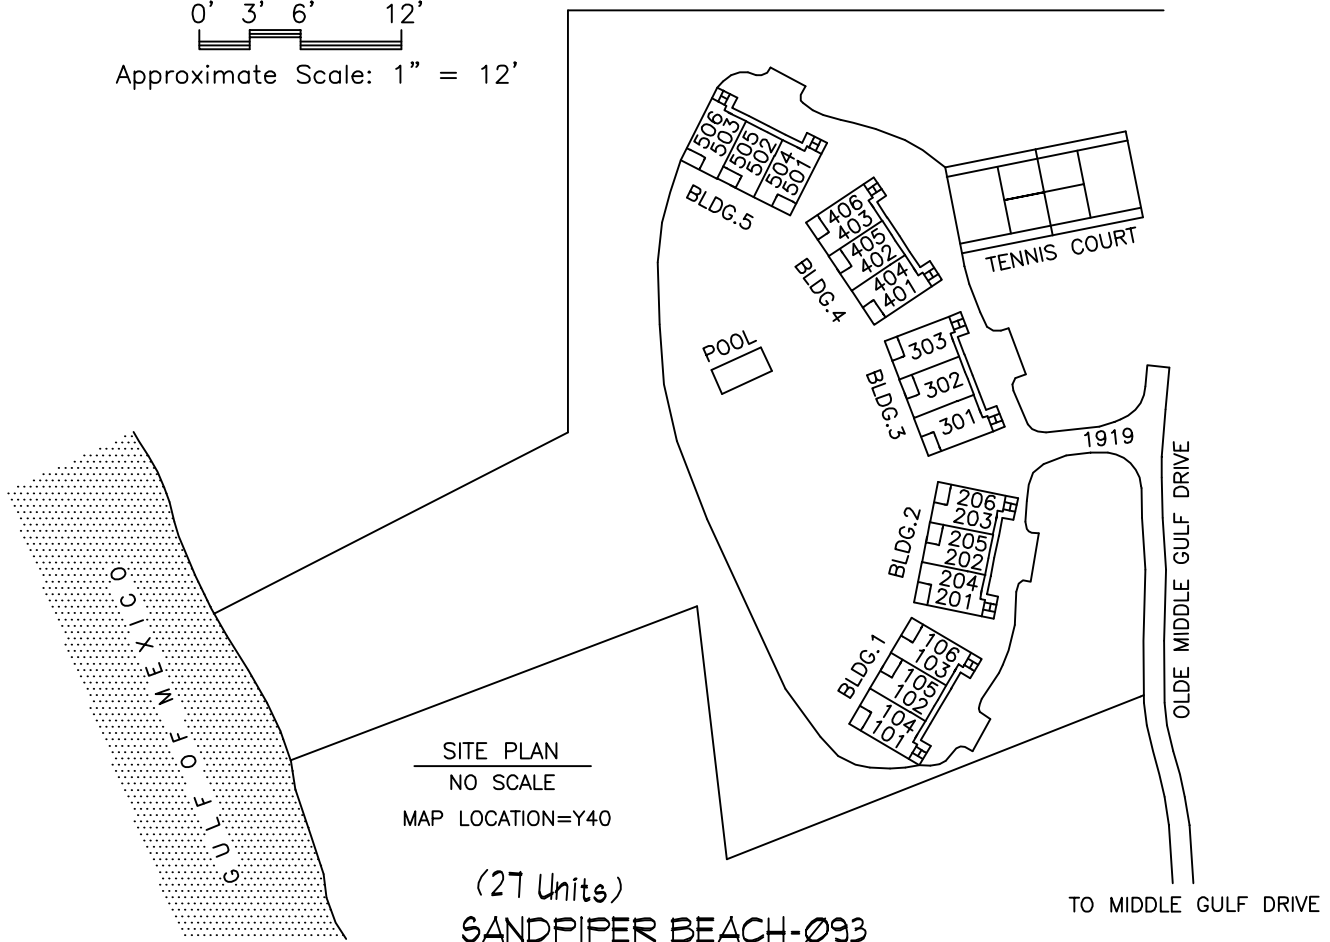 0' 3' 6' 12'
Approximate Scale: 1" = 12'
506
503
505
502
504
501
BLDG.5
406
403
405
402
404
401
BLDG.4
TENNIS COURT
POOL
303
302
301
BLDG.3
1919
OLDE MIDDLE GULF DRIVE
206
203
205
202
204
201
BLDG.2
106
103
105
102
104
101
BLDG.1
GULF OF MEXICO
SITE PLAN
NO SCALE
MAP LOCATION=Y40
(27 Units)
SANDPIPER BEACH-Ø93
TO MIDDLE GULF DRIVE